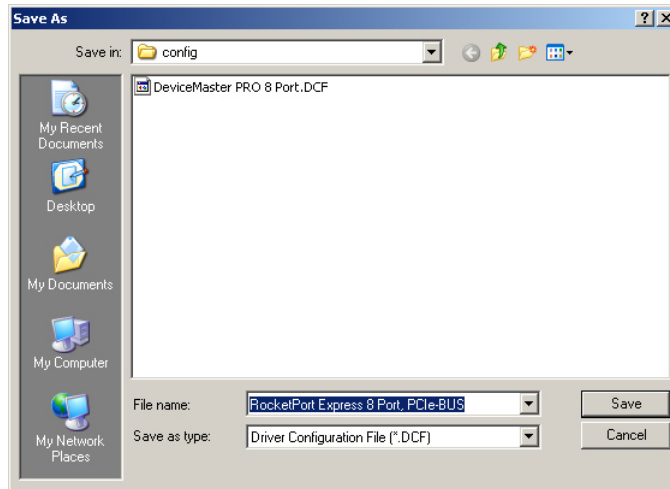 Save As
Save in:
config
DeviceMaster PRO 8 Port.DCF
My Recent
Documents
Desktop
My Documents
My Computer
My Network
Places
File name:
RocketPort Express 8 Port, PCIe-BUS
Save
Save as type:
Driver Configuration File (*.DCF)
Cancel